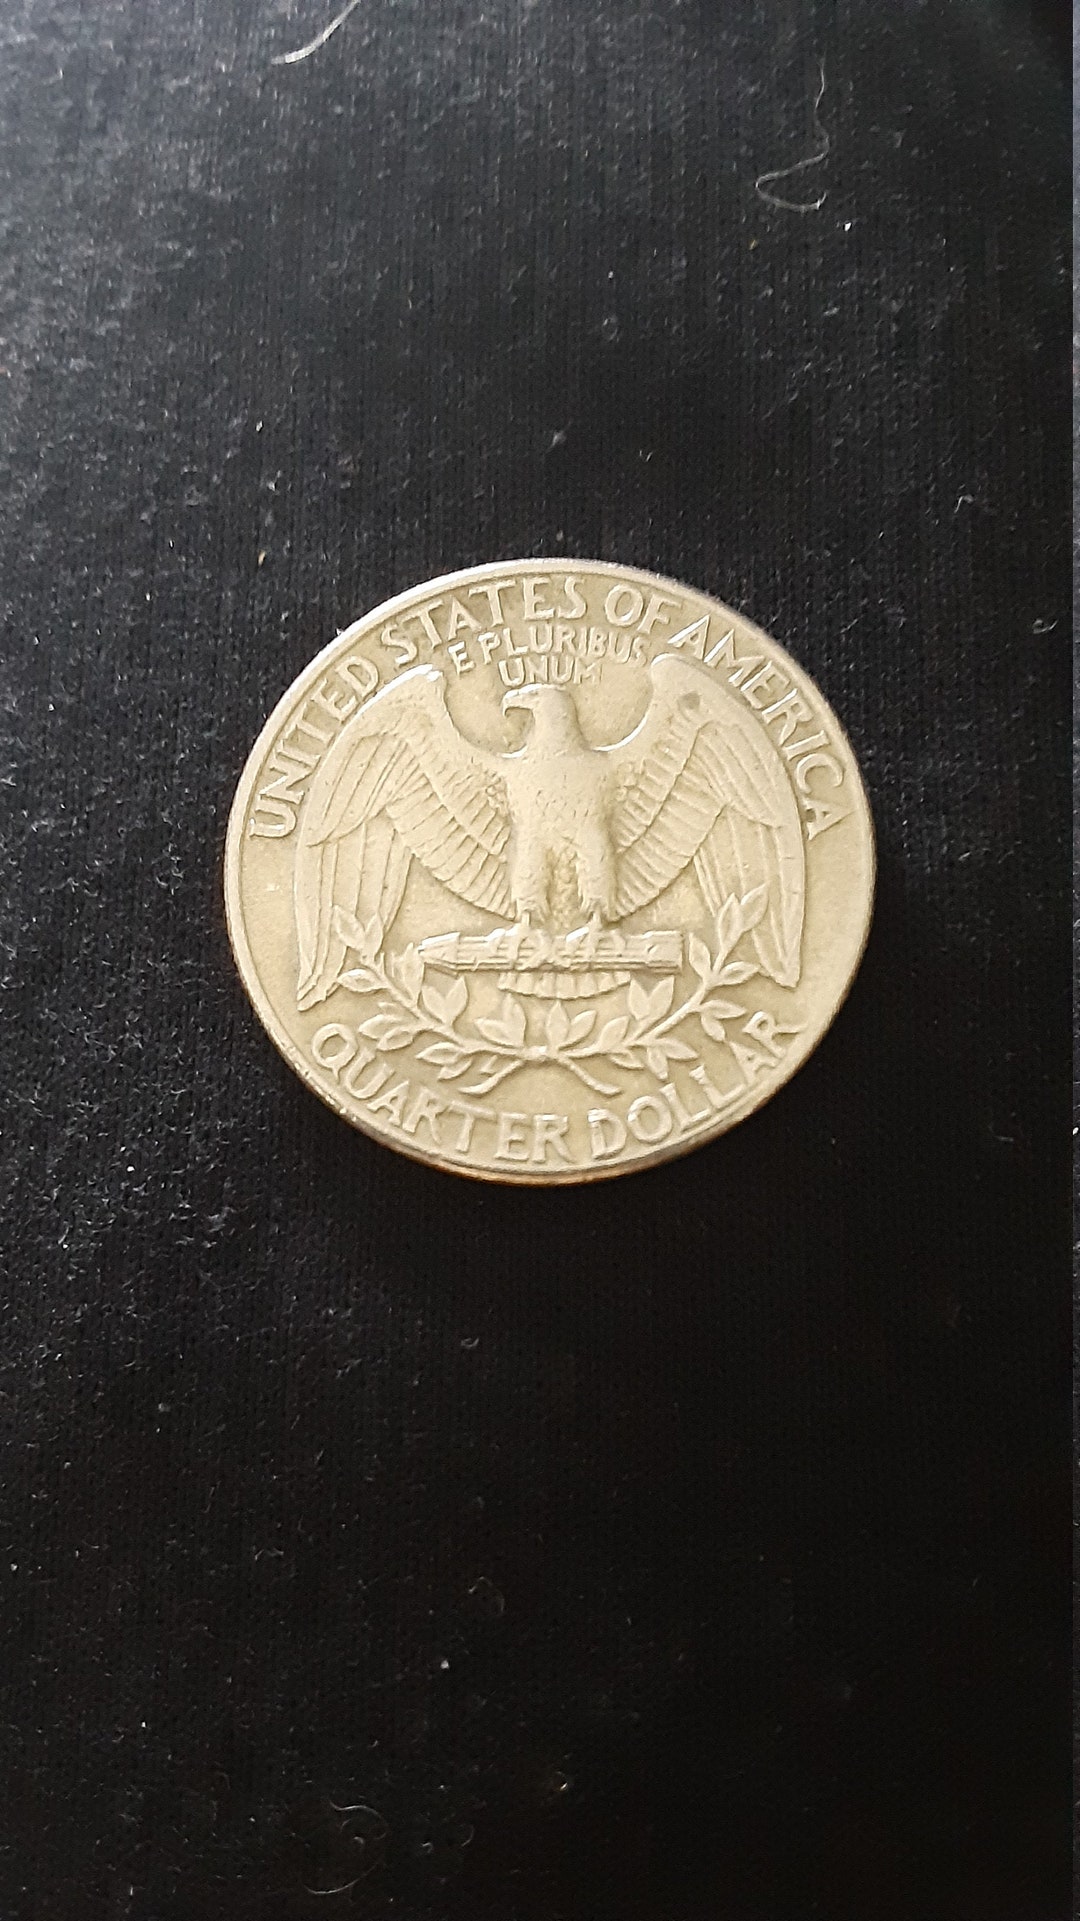 UNITED STATES OF AMERICA
E PLURIBUS
UNUM
QUARTER DOLLAR